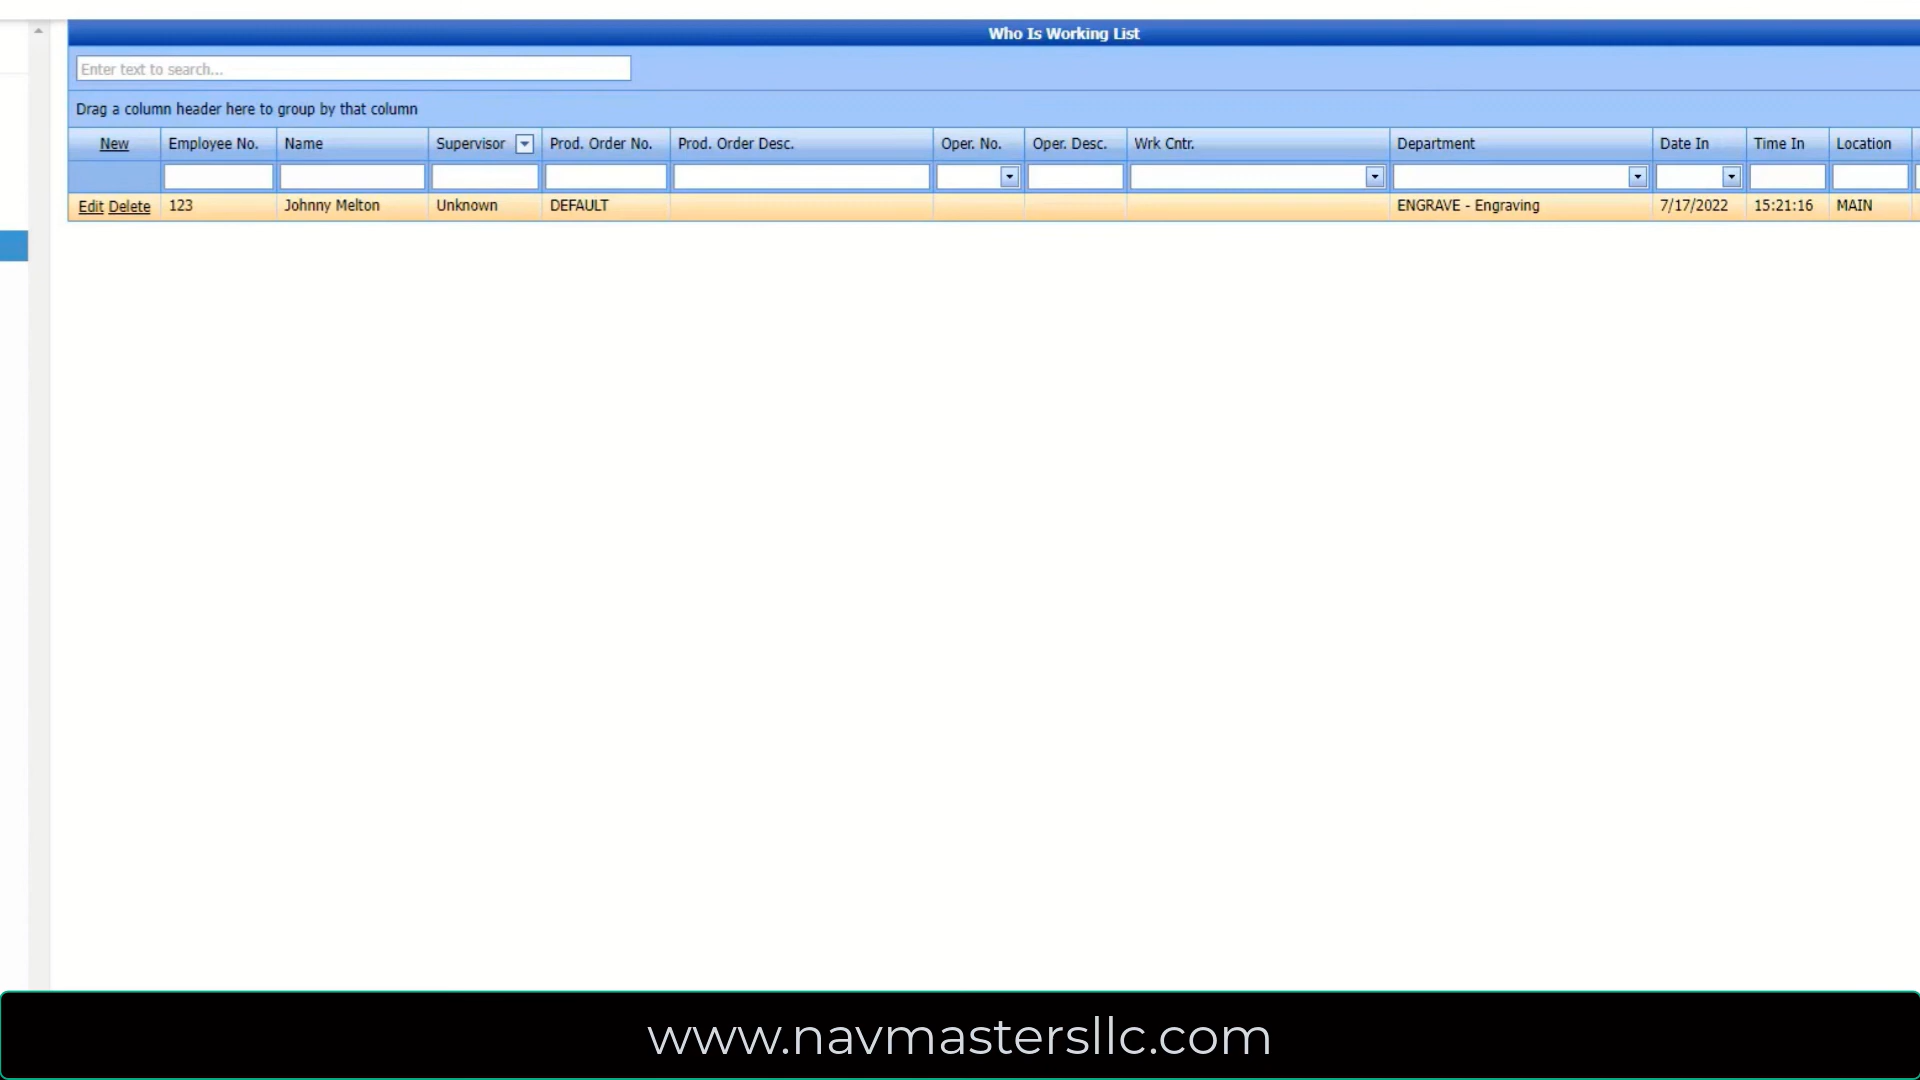 Who Is Working List
Enter text to search...
Drag a column header here to group by that column
New Employee No. Name Supervisor Prod. Order No. Prod. Order Desc. Oper. No. Oper. Desc. Wrk Cntr. Department Date In Time In Location
Edit Delete 123 Johnny Melton Unknown DEFAULT ENGRAVE - Engraving 7/17/2022 15:21:16 MAIN
www.navmastersllc.com